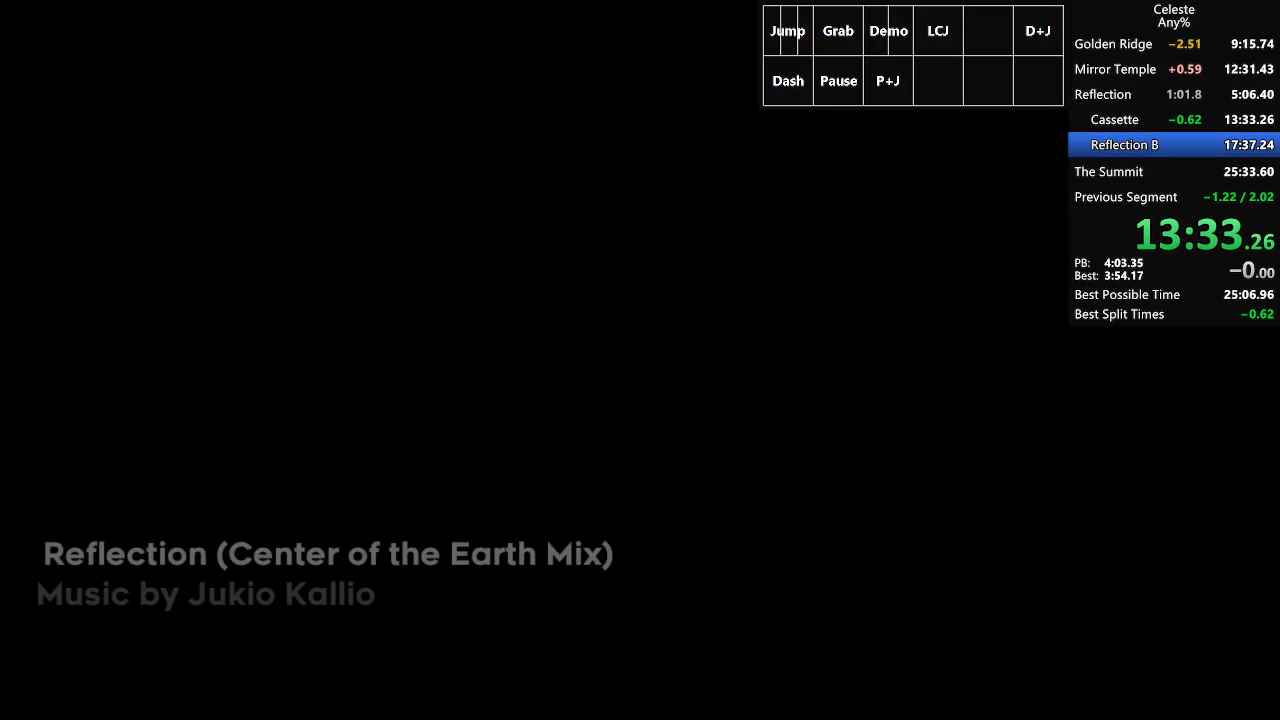 Jump Grab Demo LCJ D+J
Dash Pause P+J
Celeste
Any%
Golden Ridge −2.51 9:15.74
Mirror Temple +0.59 12:31.43
Reflection 1:01.8 5:06.40
Cassette −0.62 13:33.26
Reflection B 17:37.24
The Summit 25:33.60
Previous Segment −1.22 / 2.02
13:33.26
PB: 4:03.35
Best: 3:54.17
−0.00
Best Possible Time 25:06.96
Best Split Times −0.62
Reflection (Center of the Earth Mix)
Music by Jukio Kallio